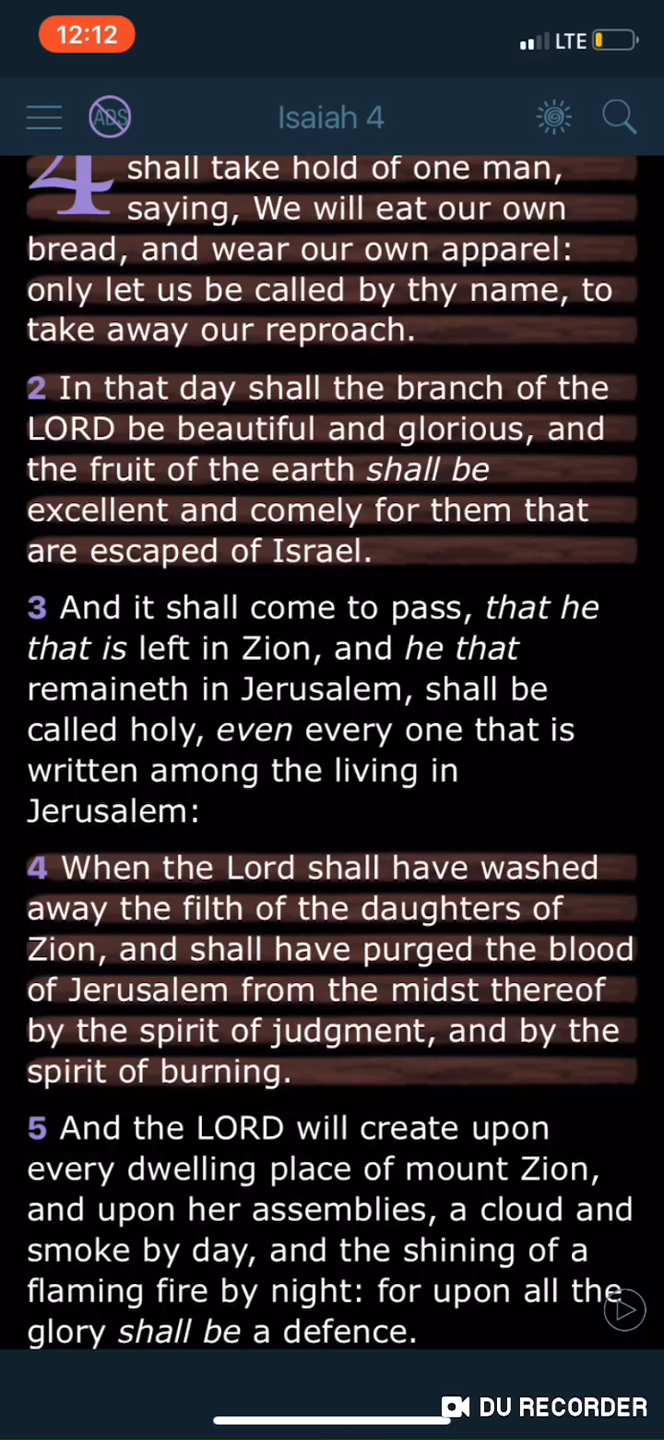 12:12
LTE
ADS
Isaiah 4
4 shall take hold of one man,
saying, We will eat our own
bread, and wear our own apparel:
only let us be called by thy name, to
take away our reproach.
2 In that day shall the branch of the
LORD be beautiful and glorious, and
the fruit of the earth shall be
excellent and comely for them that
are escaped of Israel.
3 And it shall come to pass, that he
that is left in Zion, and he that
remaineth in Jerusalem, shall be
called holy, even every one that is
written among the living in
Jerusalem:
4 When the Lord shall have washed
away the filth of the daughters of
Zion, and shall have purged the blood
of Jerusalem from the midst thereof
by the spirit of judgment, and by the
spirit of burning.
5 And the LORD will create upon
every dwelling place of mount Zion,
and upon her assemblies, a cloud and
smoke by day, and the shining of a
flaming fire by night: for upon all the
glory shall be a defence.
DU RECORDER